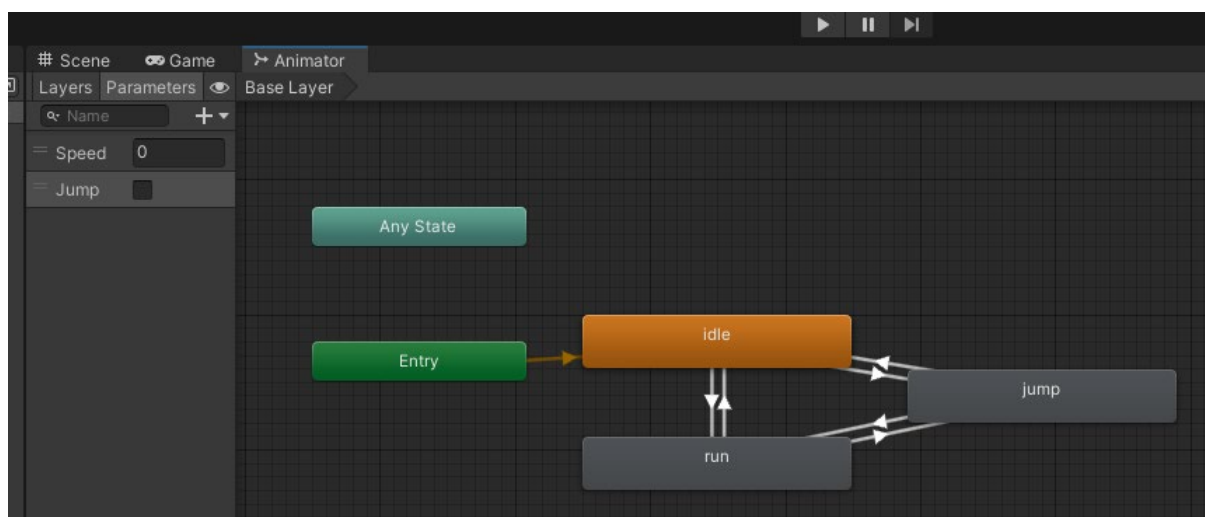 # Scene Game Animator
Layers Parameters Base Layer
Name
Speed 0
Jump
Any State
idle
Entry
jump
run